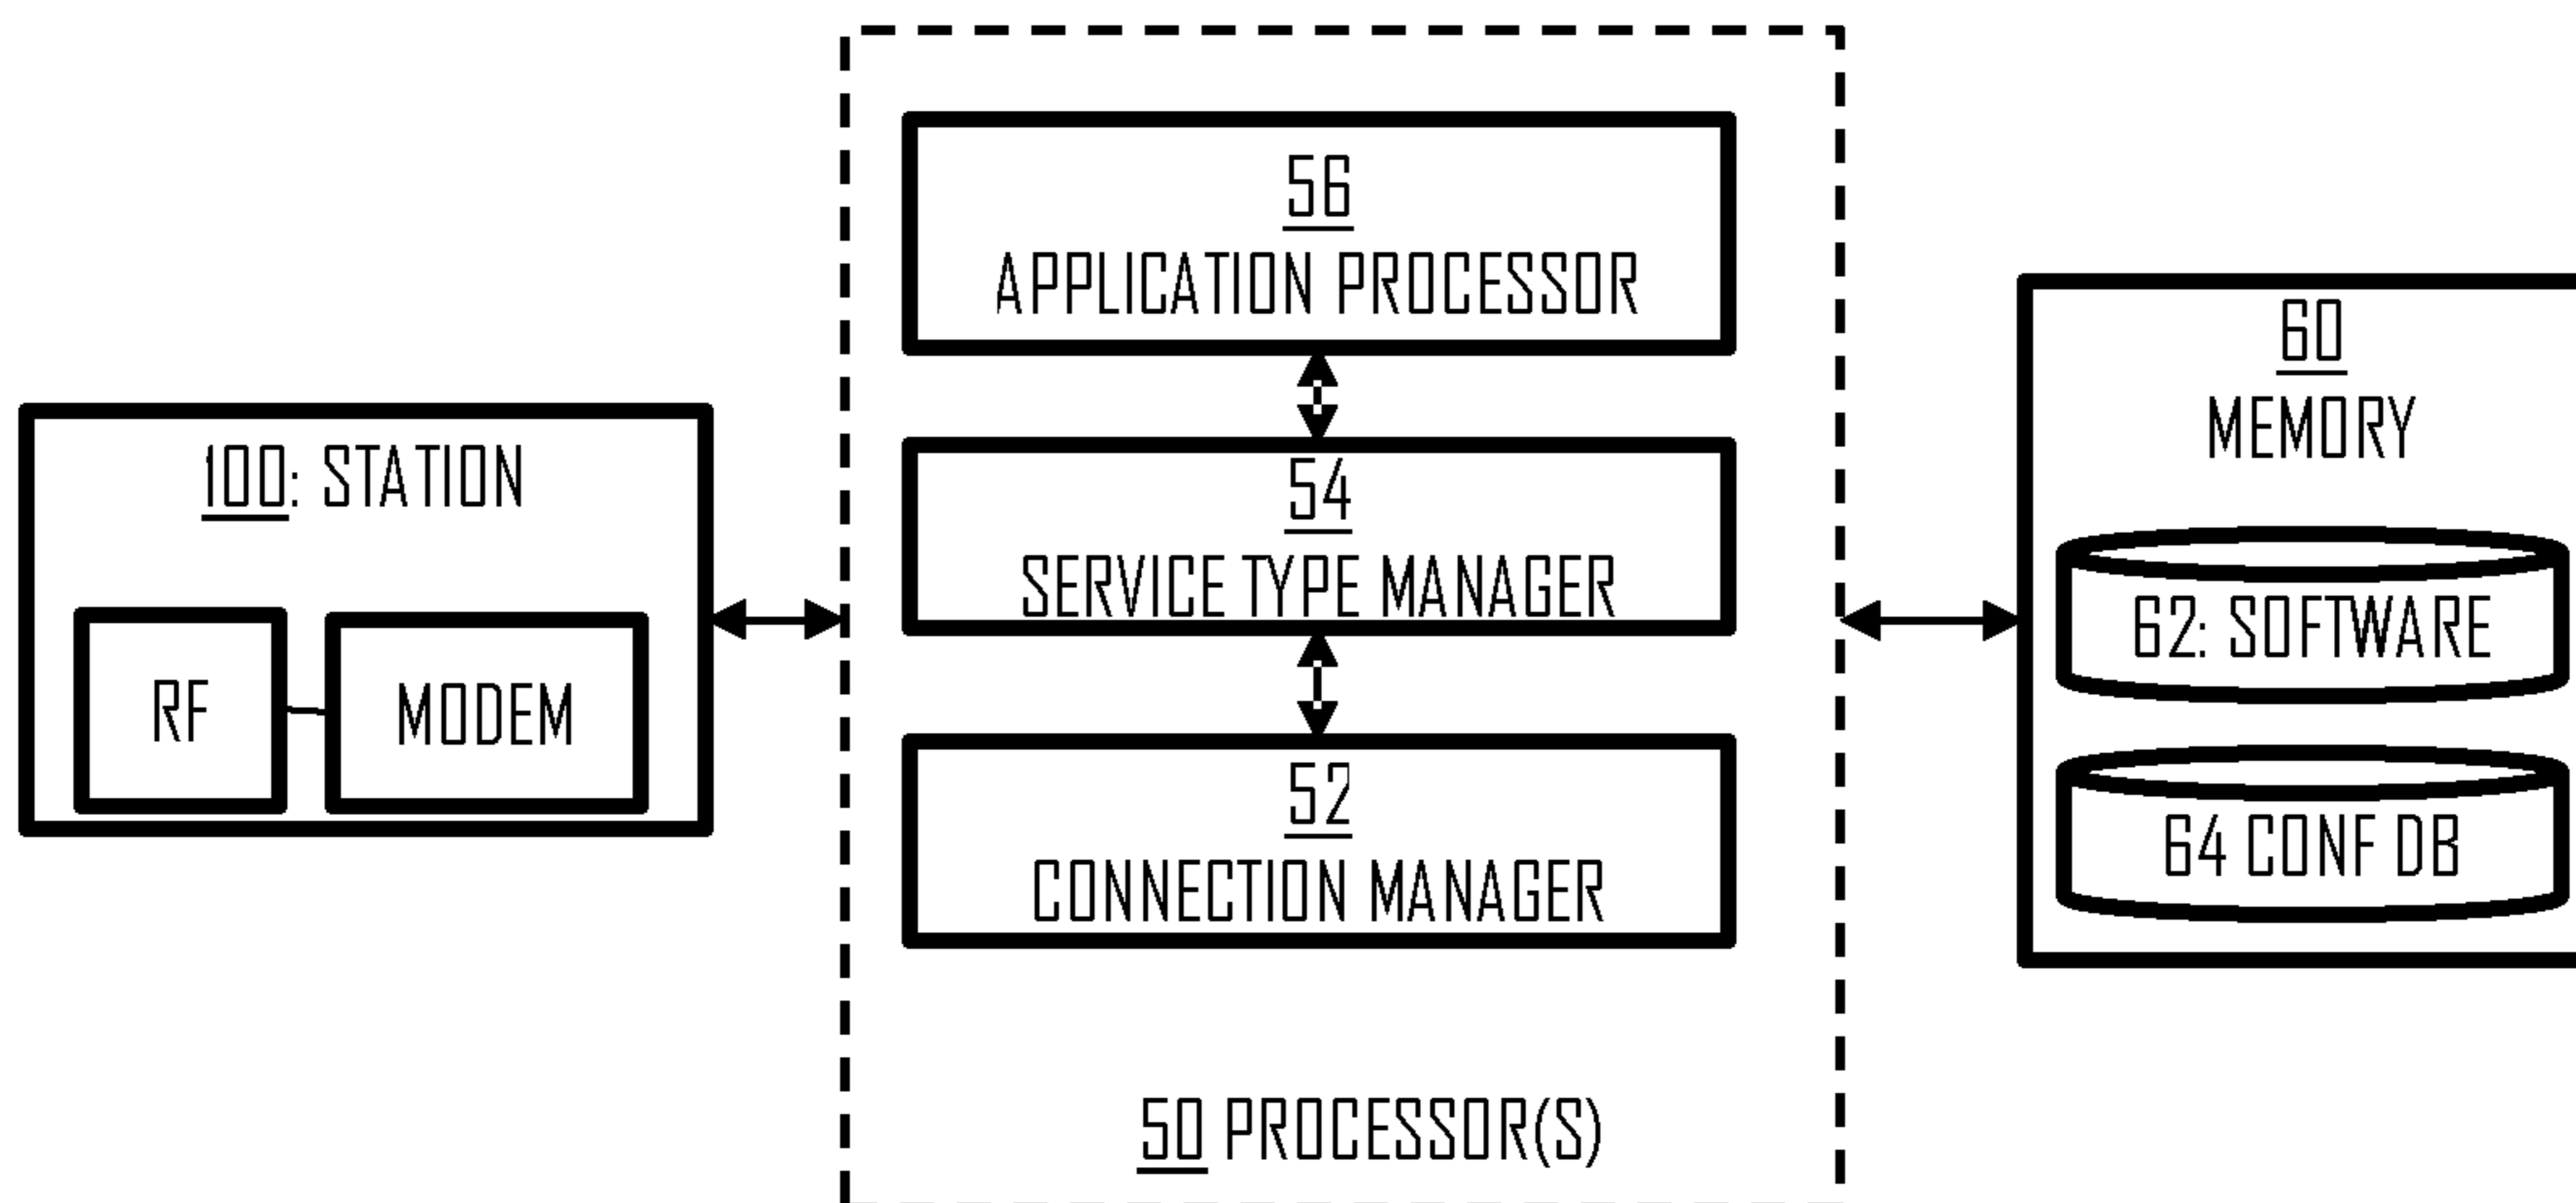 100: STATION
RF
MODEM
56
APPLICATION PROCESSOR
54
SERVICE TYPE MANAGER
52
CONNECTION MANAGER
50 PROCESSOR(S)
60
MEMORY
62: SOFTWARE
64 CONF DB